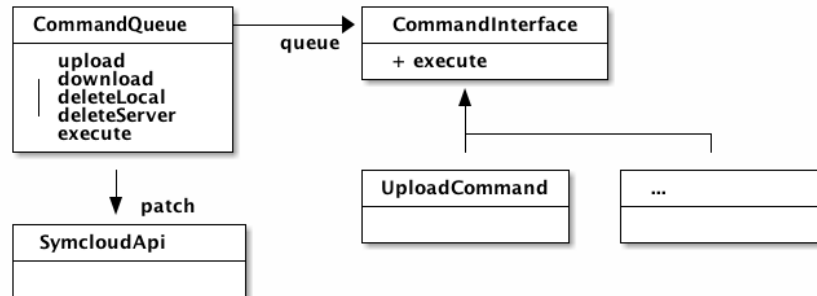 CommandQueue
upload
download
deleteLocal
deleteServer
execute
queue
CommandInterface
+ execute
patch
SymcloudApi
UploadCommand
...